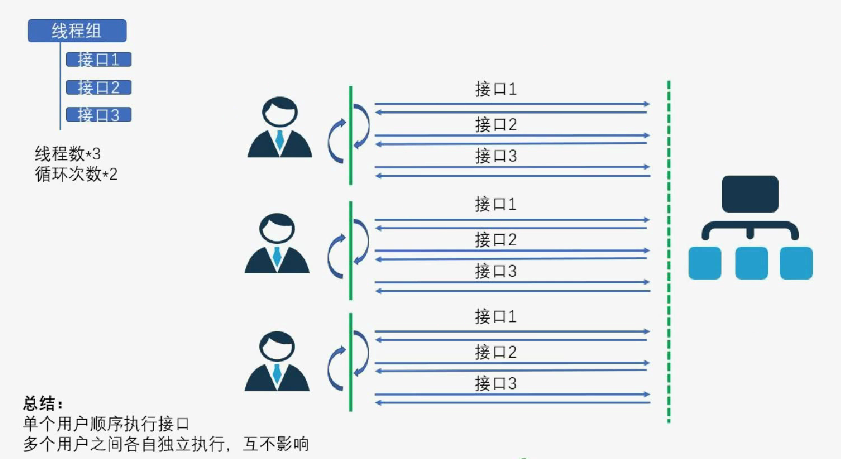 线程组
接口1
接口2
接口3
线程数*3
循环次数*2
接口1
接口2
接口3
接口1
接口2
接口3
接口1
接口2
接口3
总结：
单个用户顺序执行接口
多个用户之间各自独立执行，互不影响